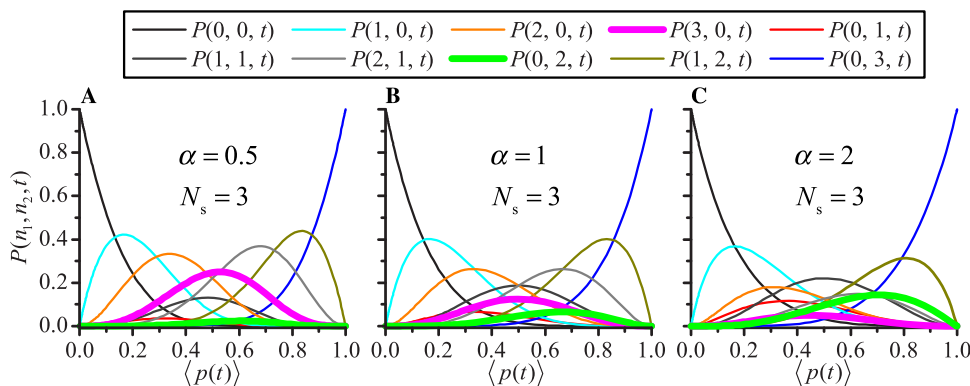 P(0, 0, t) P(1, 0, t) P(2, 0, t) P(3, 0, t) P(0, 1, t)
P(1, 1, t) P(2, 1, t) P(0, 2, t) P(1, 2, t) P(0, 3, t)
A B C
P(n₁, n₂, t)
1.0
0.8
0.6
0.4
0.2
0.0
α = 0.5 α = 1 α = 2
Nₛ = 3 Nₛ = 3 Nₛ = 3
0.0 0.2 0.4 0.6 0.8 1.0 0.0 0.2 0.4 0.6 0.8 1.0 0.0 0.2 0.4 0.6 0.8 1.0
⟨p(t)⟩ ⟨p(t)⟩ ⟨p(t)⟩